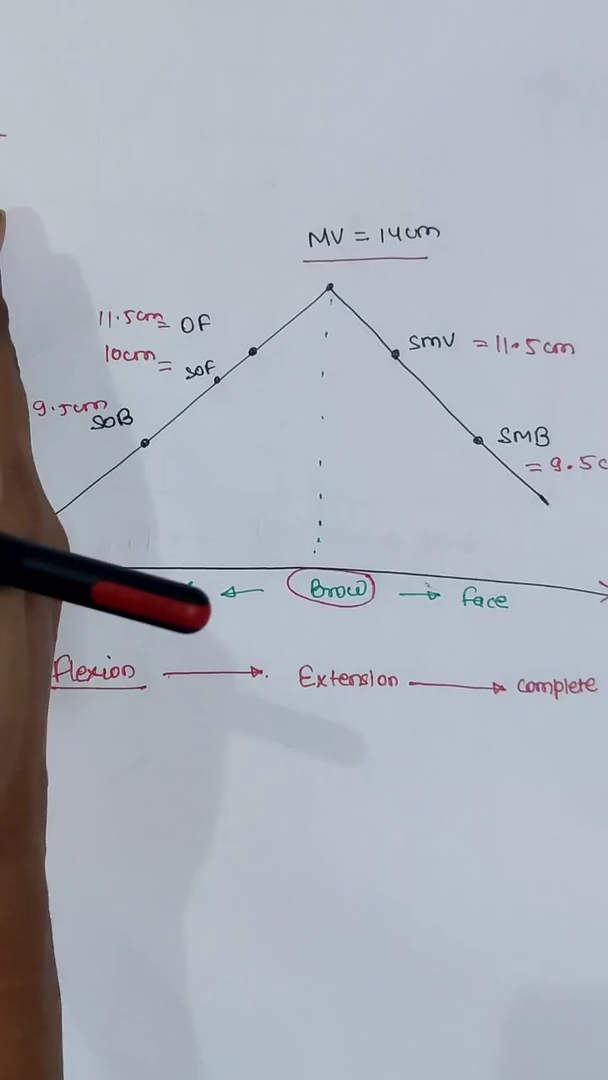 MV = 14cm
11.5cm = OF
SMV = 11.5cm
10cm = SOF
9.5cm
SOB
SMB
= 9.5c
← Brow → face
flexion → Extension → complete